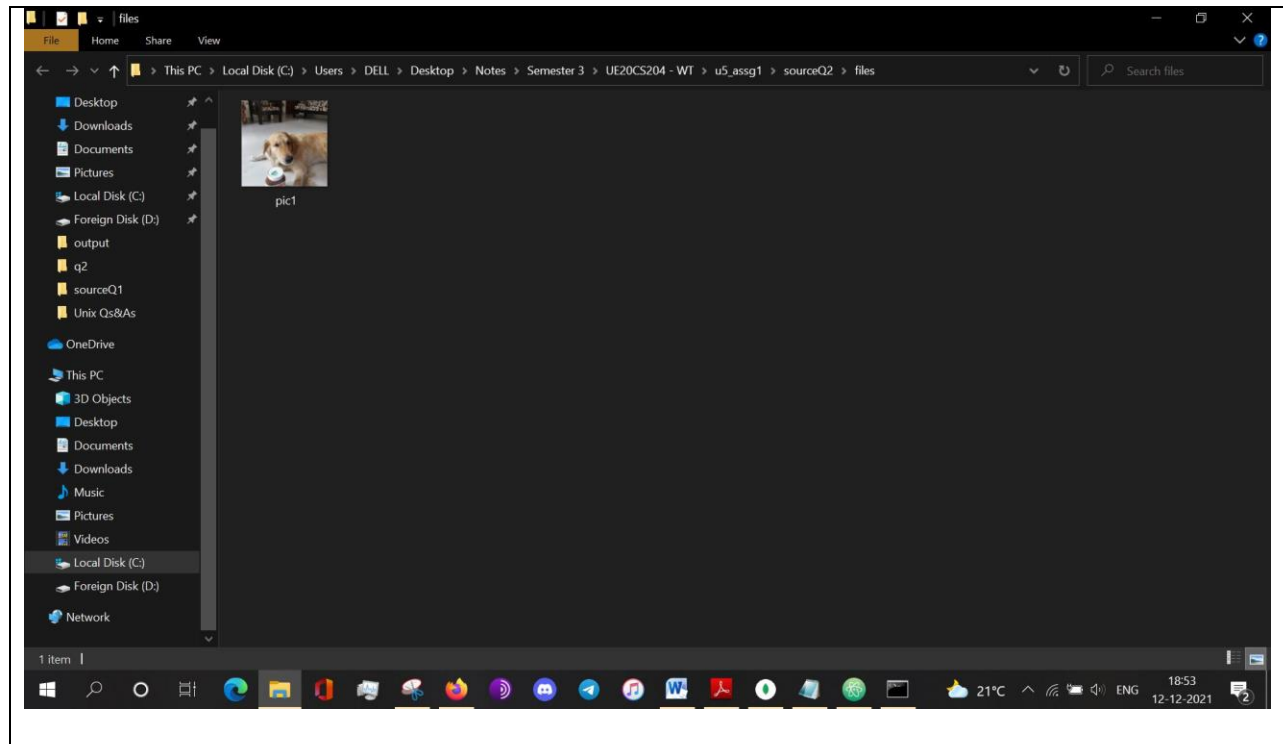 files
File Home Share View
This PC > Local Disk (C:) > Users > DELL > Desktop > Notes > Semester 3 > UE20CS204 - WT > u5_assg1 > sourceQ2 > files
Search files
Desktop
Downloads
Documents
Pictures
Local Disk (C:)
Foreign Disk (D:)
output
q2
sourceQ1
Unix Qs&As
OneDrive
This PC
3D Objects
Desktop
Documents
Downloads
Music
Pictures
Videos
Local Disk (C:)
Foreign Disk (D:)
Network
pic1
1 item
21°C ENG 18:53
12-12-2021
2